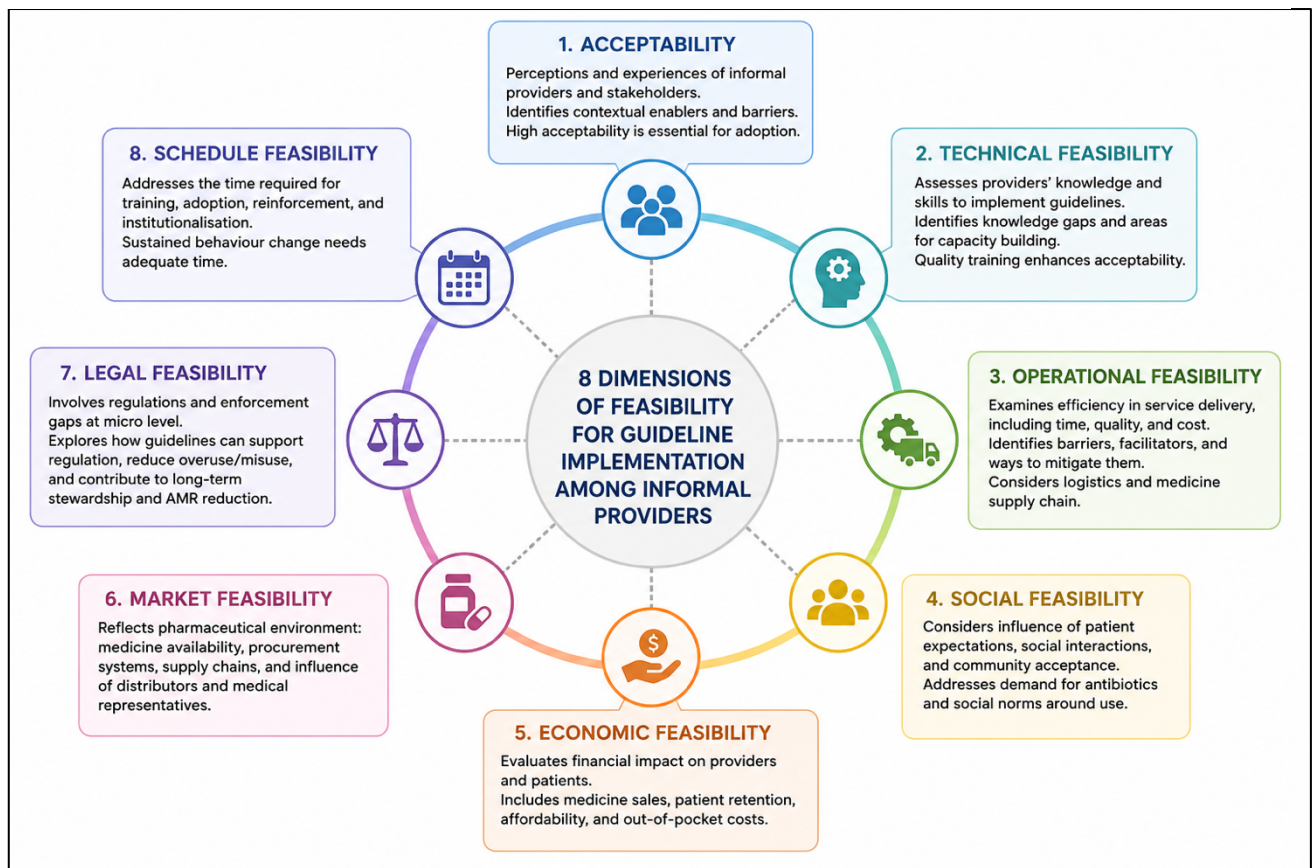 1. ACCEPTABILITY
Perceptions and experiences of informal
providers and stakeholders.
Identifies contextual enablers and barriers.
High acceptability is essential for adoption.
2. TECHNICAL FEASIBILITY
Assesses providers' knowledge and
skills to implement guidelines.
Identifies knowledge gaps and areas
for capacity building.
Quality training enhances acceptability.
3. OPERATIONAL FEASIBILITY
Examines efficiency in service delivery,
including time, quality, and cost.
Identifies barriers, facilitators, and
ways to mitigate them.
Considers logistics and medicine
supply chain.
4. SOCIAL FEASIBILITY
Considers influence of patient
expectations, social interactions,
and community acceptance.
Addresses demand for antibiotics
and social norms around use.
$
5. ECONOMIC FEASIBILITY
Evaluates financial impact on providers
and patients.
Includes medicine sales, patient retention,
affordability, and out-of-pocket costs.
6. MARKET FEASIBILITY
Reflects pharmaceutical environment:
medicine availability, procurement
systems, supply chains, and influence
of distributors and medical
representatives.
7. LEGAL FEASIBILITY
Involves regulations and enforcement
gaps at micro level.
Explores how guidelines can support
regulation, reduce overuse/misuse,
and contribute to long-term
stewardship and AMR reduction.
8. SCHEDULE FEASIBILITY
Addresses the time required for
training, adoption, reinforcement, and
institutionalisation.
Sustained behaviour change needs
adequate time.
8 DIMENSIONS
OF FEASIBILITY
FOR GUIDELINE
IMPLEMENTATION
AMONG INFORMAL
PROVIDERS